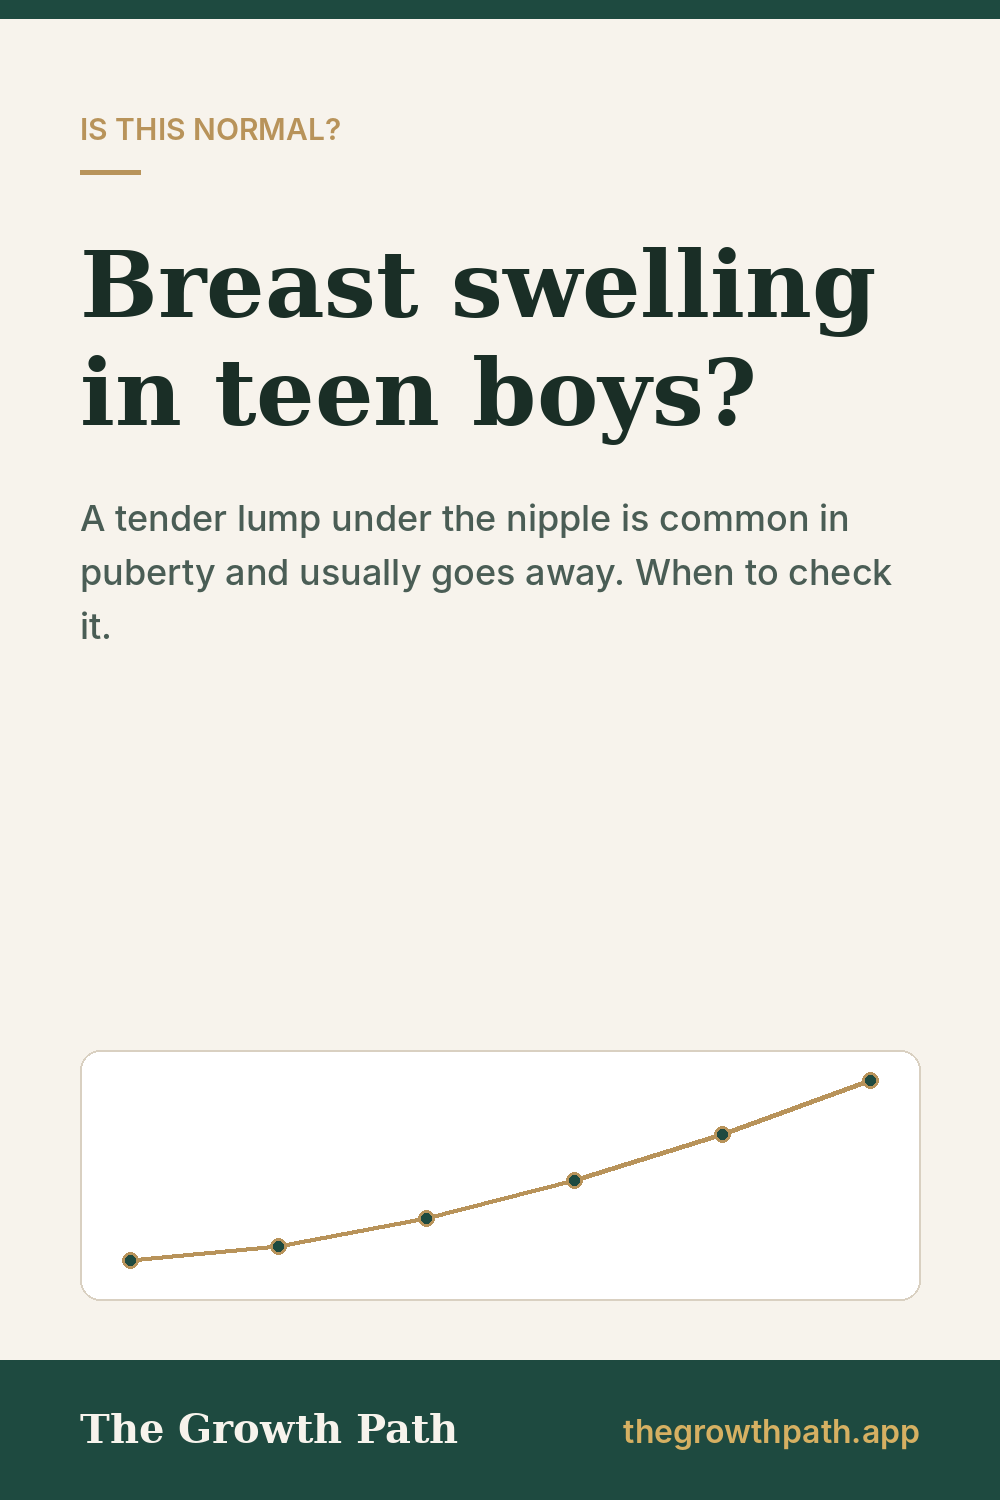 IS THIS NORMAL?
Breast swelling
in teen boys?
A tender lump under the nipple is common in
puberty and usually goes away. When to check
it.
The Growth Path
thegrowthpath.app